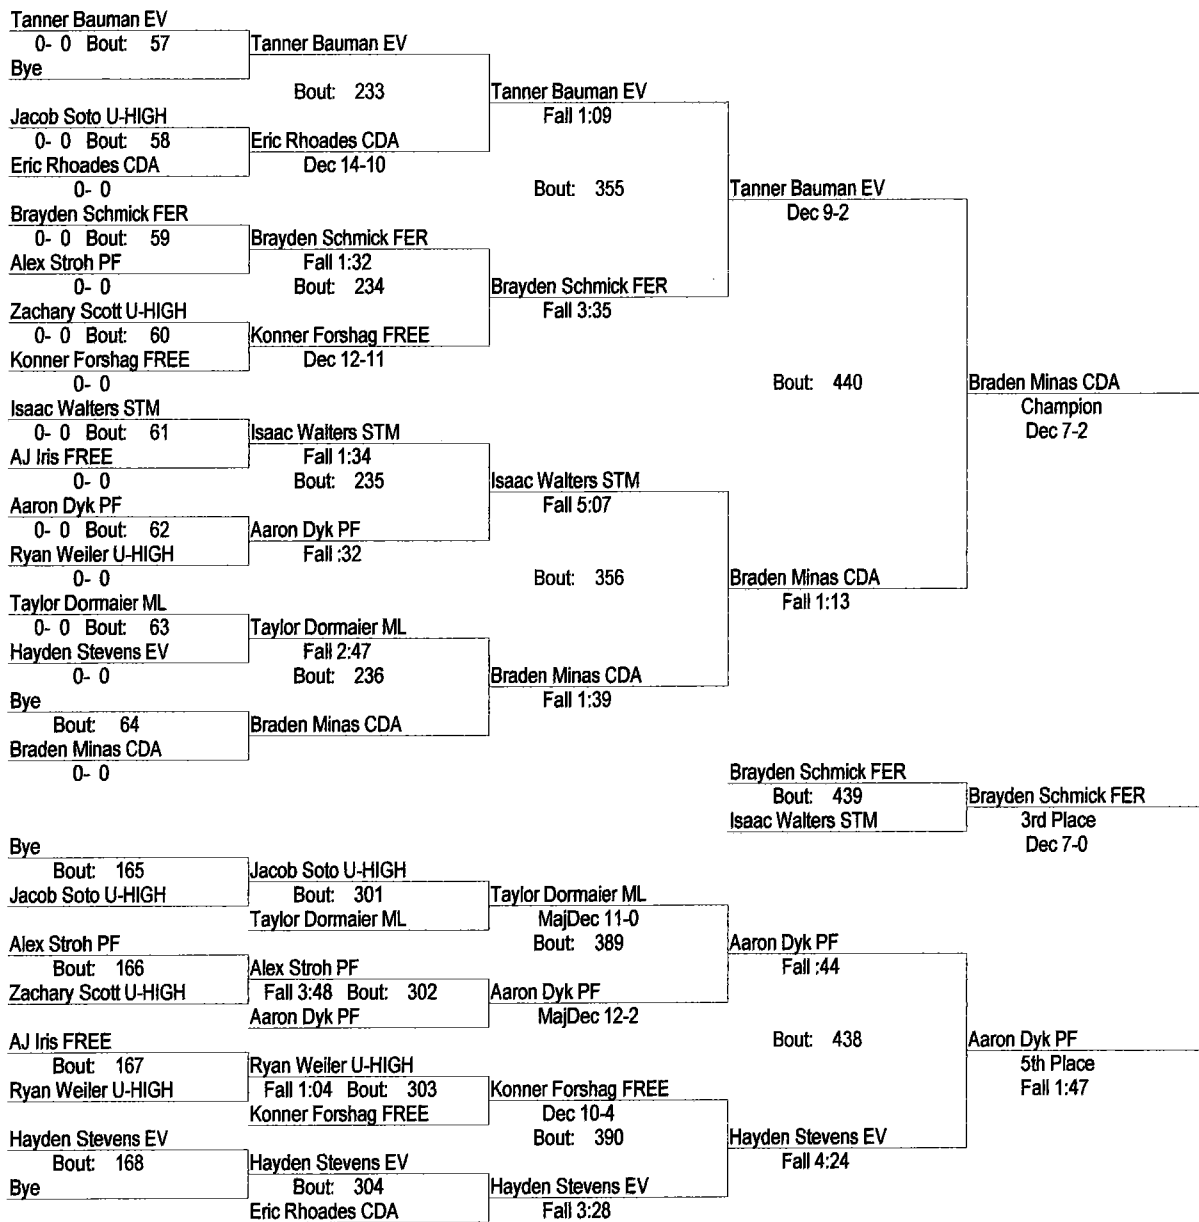 Tanner Bauman EV
0- 0 Bout: 57
Bye
Tanner Bauman EV
Bout: 233
Jacob Soto U-HIGH
0- 0 Bout: 58
Eric Rhoades CDA
0- 0
Eric Rhoades CDA
Dec 14-10
Tanner Bauman EV
Fall 1:09
Bout: 355
Brayden Schmick FER
0- 0 Bout: 59
Alex Stroh PF
0- 0
Brayden Schmick FER
Fall 1:32
Bout: 234
Zachary Scott U-HIGH
0- 0 Bout: 60
Konner Forshag FREE
0- 0
Konner Forshag FREE
Dec 12-11
Brayden Schmick FER
Fall 3:35
Tanner Bauman EV
Dec 9-2
Bout: 440
Isaac Walters STM
0- 0 Bout: 61
AJ Iris FREE
0- 0
Isaac Walters STM
Fall 1:34
Bout: 235
Aaron Dyk PF
0- 0 Bout: 62
Ryan Weiler U-HIGH
0- 0
Aaron Dyk PF
Fall :32
Isaac Walters STM
Fall 5:07
Bout: 356
Taylor Dormaier ML
0- 0 Bout: 63
Hayden Stevens EV
0- 0
Taylor Dormaier ML
Fall 2:47
Bout: 236
Bye
Bout: 64
Braden Minas CDA
0- 0
Braden Minas CDA
Braden Minas CDA
Fall 1:39
Braden Minas CDA
Fall 1:13
Braden Minas CDA
Champion
Dec 7-2
Brayden Schmick FER
Bout: 439
Isaac Walters STM
Brayden Schmick FER
3rd Place
Dec 7-0
Bye
Bout: 165
Jacob Soto U-HIGH
Jacob Soto U-HIGH
Bout: 301
Taylor Dormaier ML
Taylor Dormaier ML
MajDec 11-0
Bout: 389
Alex Stroh PF
Bout: 166
Zachary Scott U-HIGH
Alex Stroh PF
Fall 3:48 Bout: 302
Aaron Dyk PF
Aaron Dyk PF
MajDec 12-2
Aaron Dyk PF
Fall :44
Bout: 438
AJ Iris FREE
Bout: 167
Ryan Weiler U-HIGH
Ryan Weiler U-HIGH
Fall 1:04 Bout: 303
Konner Forshag FREE
Konner Forshag FREE
Dec 10-4
Bout: 390
Hayden Stevens EV
Bout: 168
Bye
Hayden Stevens EV
Bout: 304
Eric Rhoades CDA
Hayden Stevens EV
Fall 3:28
Hayden Stevens EV
Fall 4:24
Aaron Dyk PF
5th Place
Fall 1:47